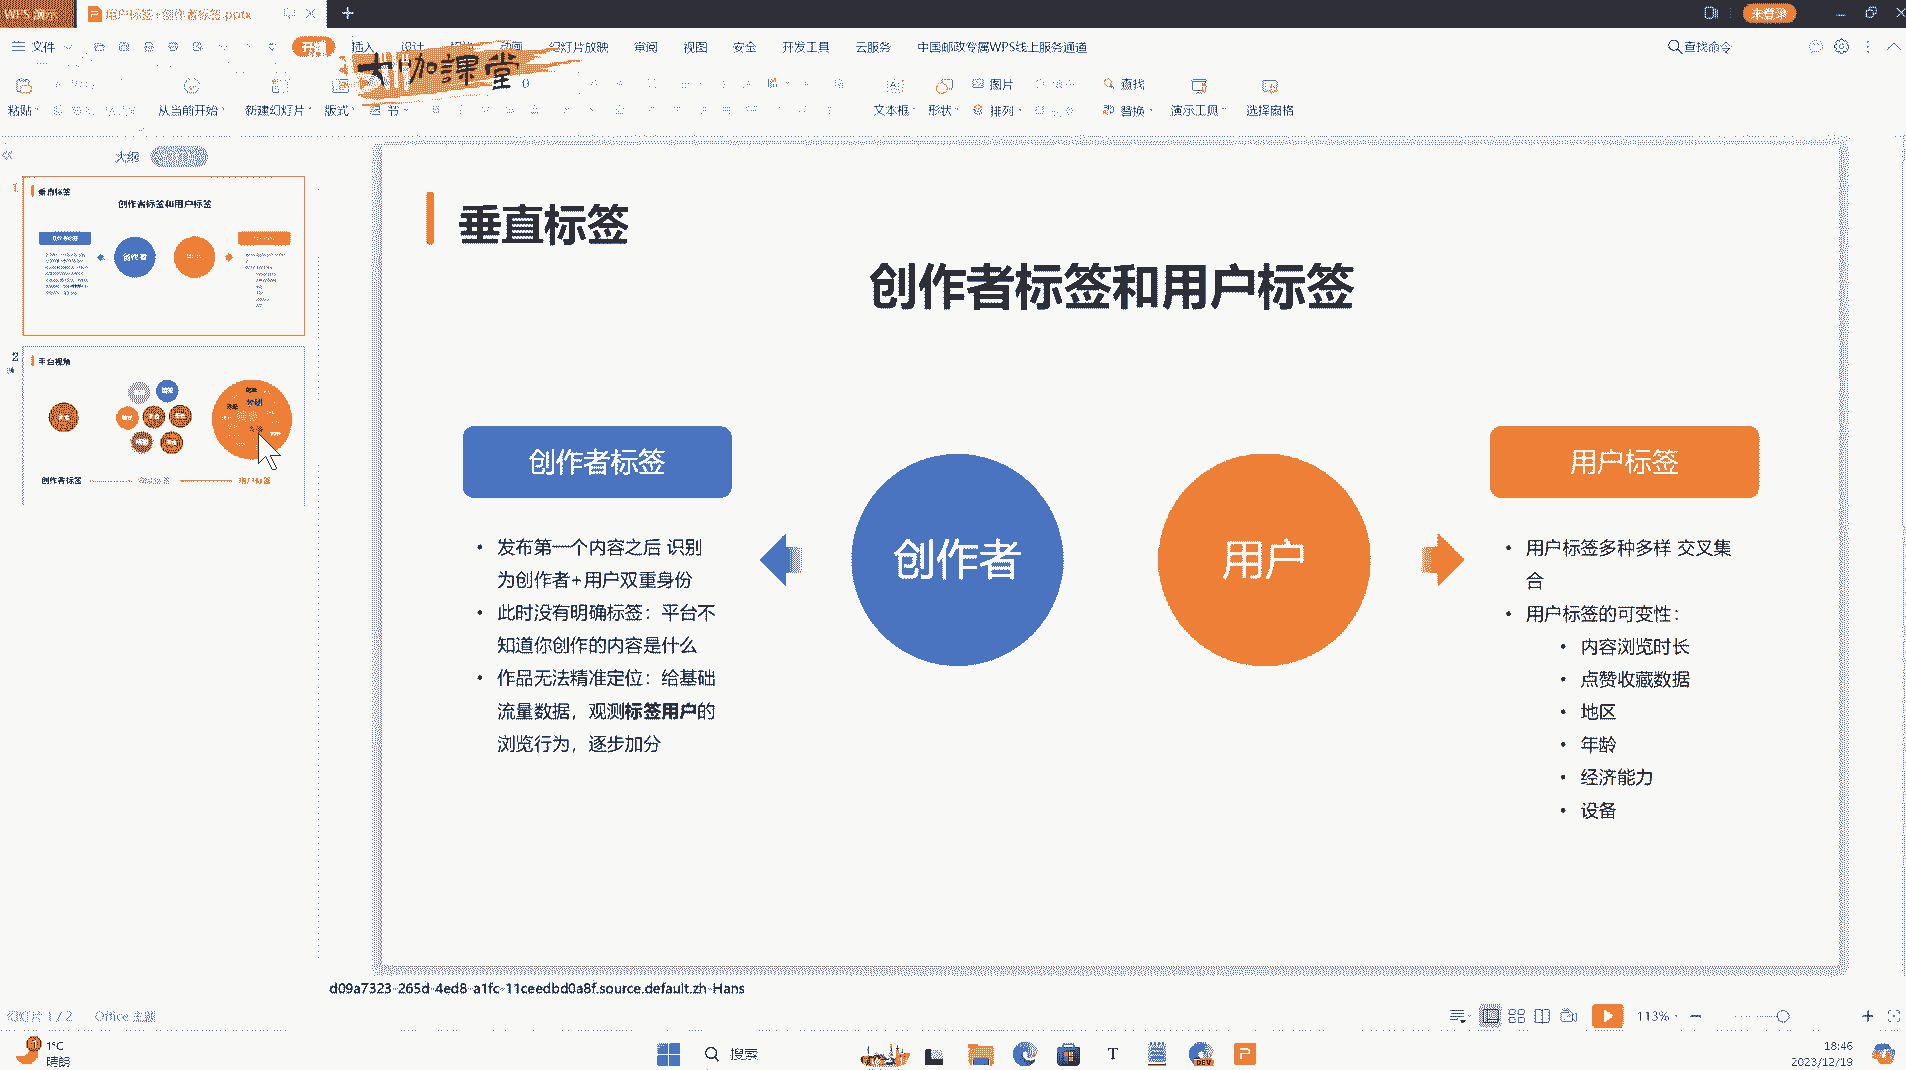 WPS 演示
用户标签+创作者标签.pptx
未登录
文件
开始
插入
设计
动画
幻灯片放映
审阅
视图
安全
开发工具
云服务
中国邮政专属WPS线上服务通道
查找命令
大咖課堂
粘贴
从当前开始
新建幻灯片
版式
节
文本框
形状
图片
排列
查找
替换
演示工具
选择窗格
大纲
1
垂直标签
创作者标签和用户标签
创作者
2
平台视角
创作者标签
用户标签
垂直标签
创作者标签和用户标签
创作者标签
发布第一个内容之后 识别
为创作者+用户双重身份
此时没有明确标签：平台不
知道你创作的内容是什么
作品无法精准定位：给基础
流量数据，观测标签用户的
浏览行为，逐步加分
创作者
用户
用户标签
用户标签多种多样 交叉集
合
用户标签的可变性：
内容浏览时长
点赞收藏数据
地区
年龄
经济能力
设备
d09a7323-265d-4ed8-a1fc-11ceedbd0a8f.source.default.zh-Hans
幻灯片 1 / 2
Office 主题
113%
1°C
晴朗
搜索
18:46
2023/12/19